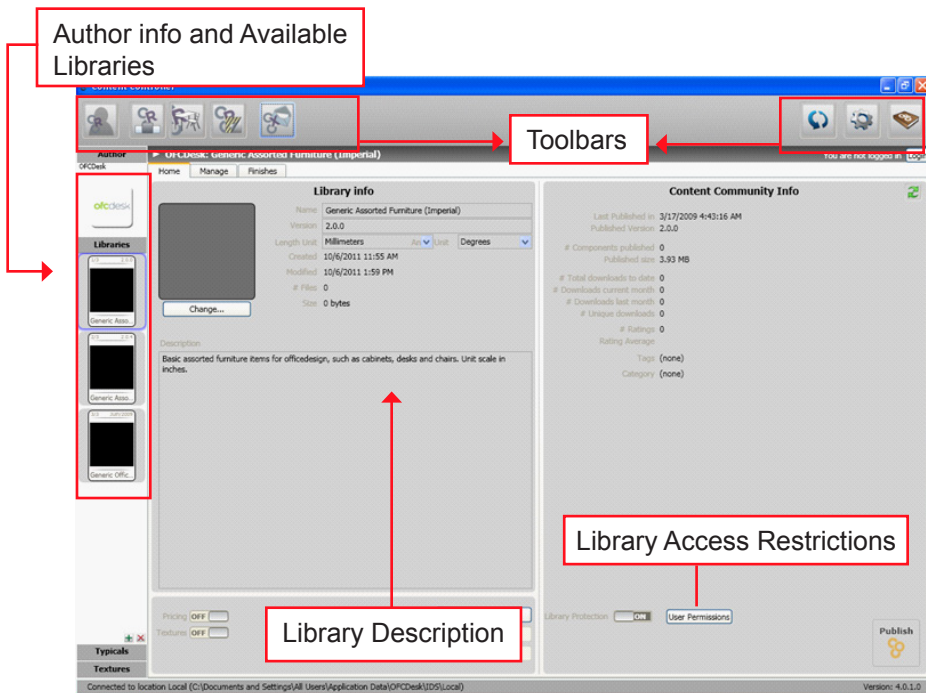 Author info and Available
Libraries
Content Controller
Toolbars
Author
OFCDesk: Generic Assorted Furniture (Imperial)
You are not logged in
OFCDesk
Home Manage Finishes
ofcdesk
Libraries
2.0.0
Generic Asso...
Generic Asso...
Generic Offic...
Library info
Name Generic Assorted Furniture (Imperial)
Version 2.0.0
Length Unit Millimeters Unit Degrees
Created 10/6/2011 11:55 AM
Modified 10/6/2011 1:59 PM
# Files 0
Size 0 bytes
Change...
Description
Basic assorted furniture items for officedesign, such as cabinets, desks and chairs. Unit scale in
inches.
Content Community Info
Last Published in 3/17/2009 4:43:16 AM
Published Version 2.0.0
# Components published 0
Published size 3.93 MB
# Total downloads to date 0
# Downloads current month 0
# Downloads last month 0
# Unique downloads 0
# Ratings 0
Rating Average
Tags (none)
Category (none)
Library Access Restrictions
Pricing OFF
Textures OFF
Library Description
Library Protection ON User Permissions
Publish
Typicals
Textures
Connected to location Local (C:\Documents and Settings\All Users\Application Data\OFCDesk\IDS\Local)
Version: 4.0.1.0